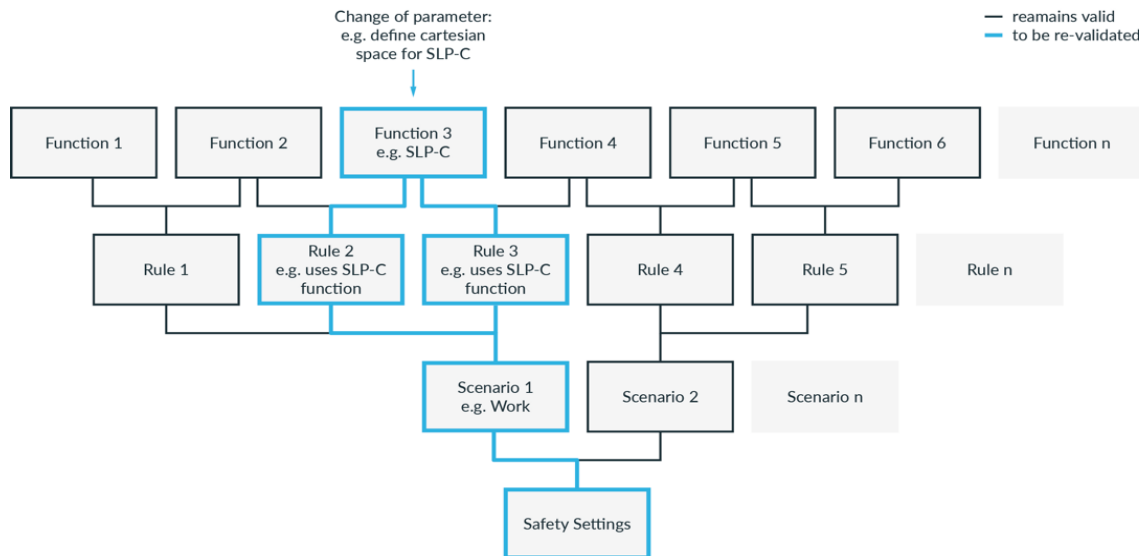 Change of parameter:
e.g. define cartesian
space for SLP-C
reamains valid
to be re-validated
Function 1
Function 2
Function 3
e.g. SLP-C
Function 4
Function 5
Function 6
Function n
Rule 1
Rule 2
e.g. uses SLP-C
function
Rule 3
e.g. uses SLP-C
function
Rule 4
Rule 5
Rule n
Scenario 1
e.g. Work
Scenario 2
Scenario n
Safety Settings